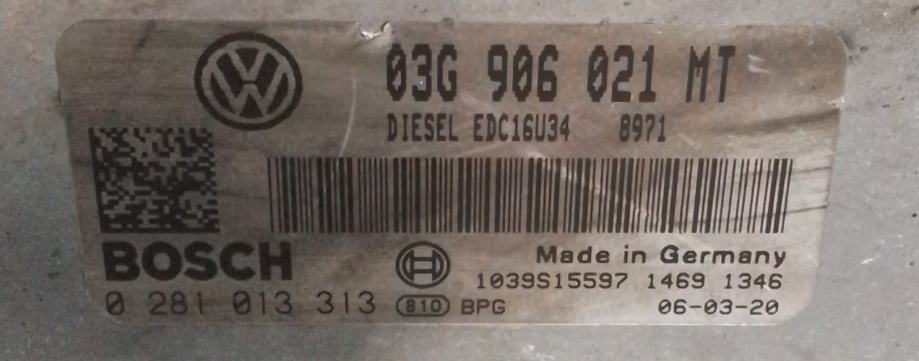 03G 906 021 MT
DIESEL EDC16U34 8971
BOSCH
Made in Germany
1039S15597 1469 1346
0 281 013 313 810 BPG 06-03-20